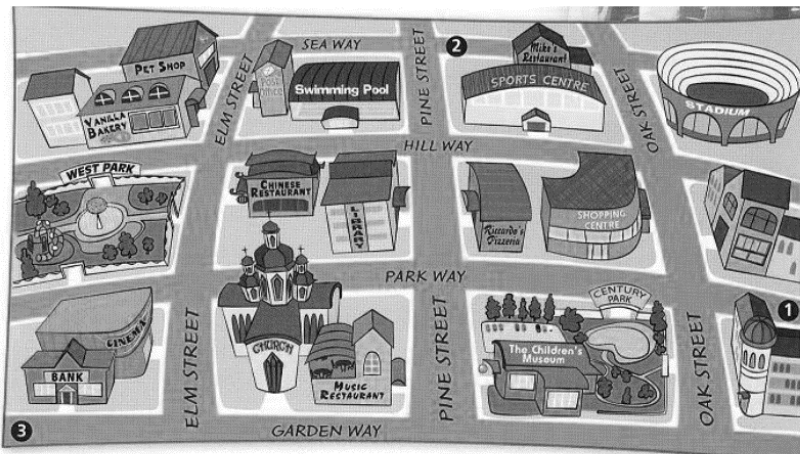 SEA WAY
PINE STREET
2
Mike's
Restaurant
PET SHOP
ELM STREET
POST
OFFICE
Swimming Pool
SPORTS CENTRE
OAK STREET
STADIUM
VANILLA
BAKERY
HILL WAY
WEST PARK
CHINESE
RESTAURANT
LIBRARY
Riccardo's
Pizzeria
SHOPPING
CENTRE
PARK WAY
CENTURY
PARK
1
CINEMA
BANK
ELM STREET
CHURCH
MUSIC
RESTAURANT
PINE STREET
The Children's
Museum
OAK STREET
3
GARDEN WAY